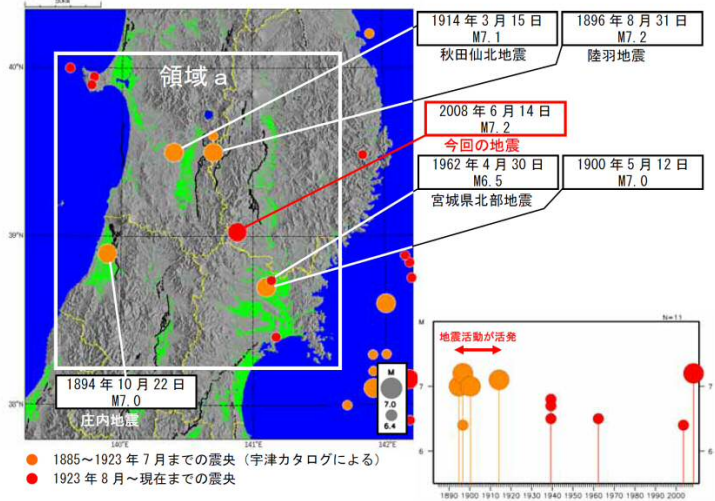 1914 年 3 月 15 日
M7.1
秋田仙北地震
1896 年 8 月 31 日
M7.2
陸羽地震
領域 a
2008 年 6 月 14 日
M7.2
今回の地震
1962 年 4 月 30 日
M6.5
宮城県北部地震
1900 年 5 月 12 日
M7.0
1894 年 10 月 22 日
M7.0
庄内地震
40°N
39°N
38°N
140°E
141°E
142°E
M
7.0
6.4
1885～1923 年 7 月までの震央（宇津カタログによる）
1923 年 8 月～現在までの震央
M
N=11
地震活動が活発
7
6
7
6
1890 1900 1910 1920 1930 1940 1950 1960 1970 1980 1990 2000